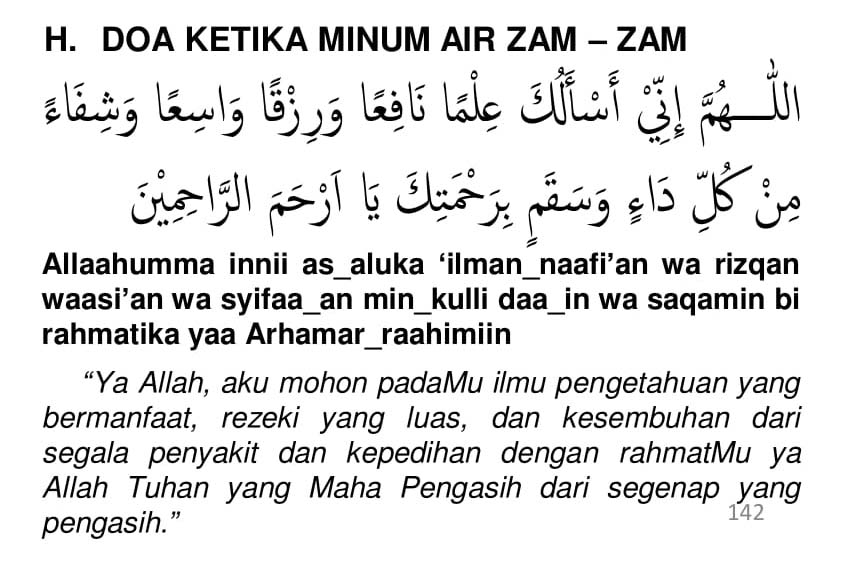 H. DOA KETIKA MINUM AIR ZAM – ZAM
اللّٰـــهُمَّ إِنِّيْ أَسْأَلُكَ عِلْمًا نَافِعًا وَرِزْقًا وَاسِعًا وَشِفَاءً
مِنْ كُلِّ دَاءٍ وَسَقَمٍ بِرَحْمَتِكَ يَا اَرْحَمَ الرَّاحِمِيْنَ
Allaahumma innii as_aluka ‘ilman_naafi’an wa rizqan
waasi’an wa syifaa_an min_kulli daa_in wa saqamin bi
rahmatika yaa Arhamar_raahimiin
“Ya Allah, aku mohon padaMu ilmu pengetahuan yang
bermanfaat, rezeki yang luas, dan kesembuhan dari
segala penyakit dan kepedihan dengan rahmatMu ya
Allah Tuhan yang Maha Pengasih dari segenap yang
pengasih.”
142